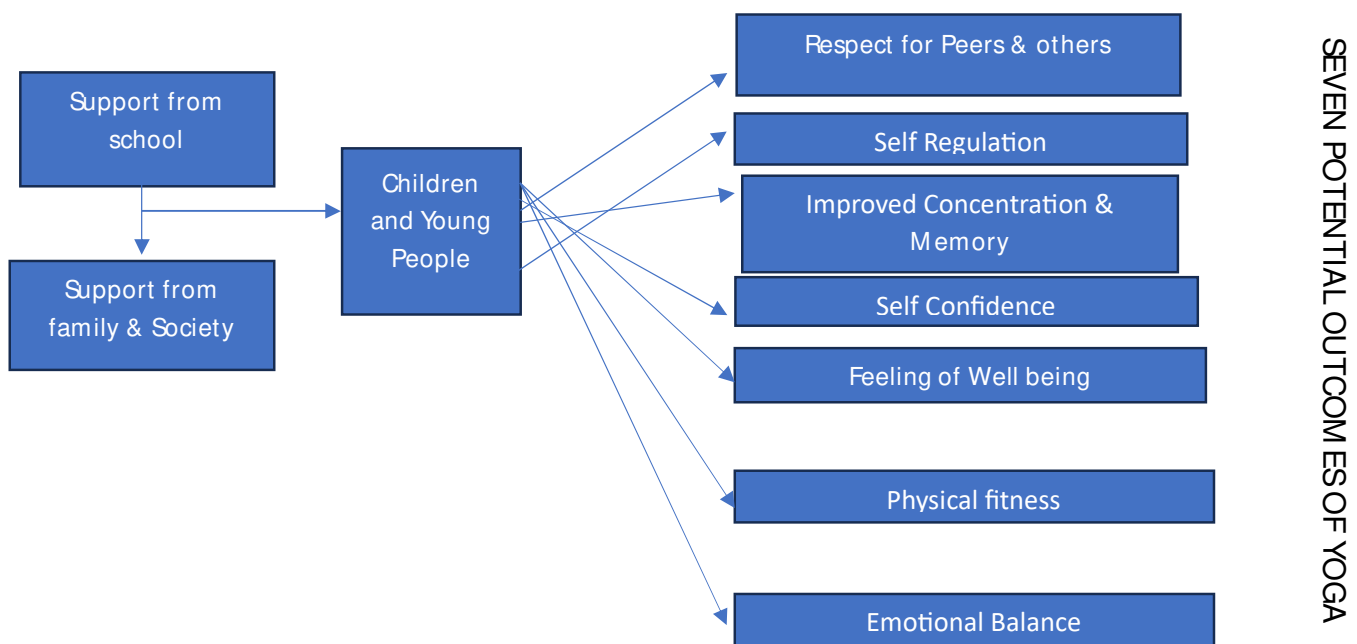 Support from
school
Support from
family & Society
Children
and Young
People
Respect for Peers & others
Self Regulation
Improved Concentration &
Memory
Self Confidence
Feeling of Well being
Physical fitness
Emotional Balance
SEVEN POTENTIAL OUTCOMES OF YOGA